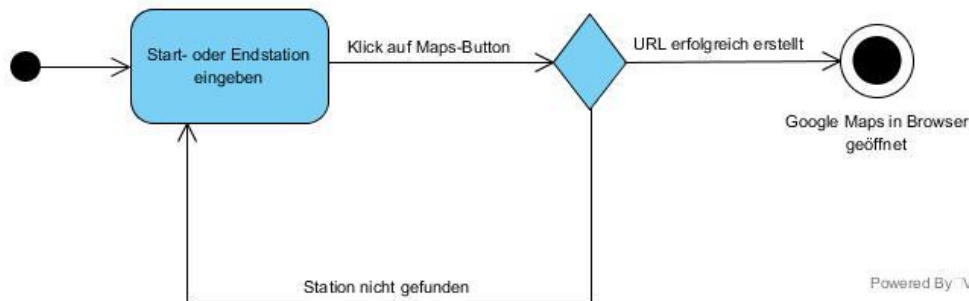 Start- oder Endstation
eingeben
Klick auf Maps-Button
URL erfolgreich erstellt
Google Maps in Browser
geöffnet
Station nicht gefunden
Powered By